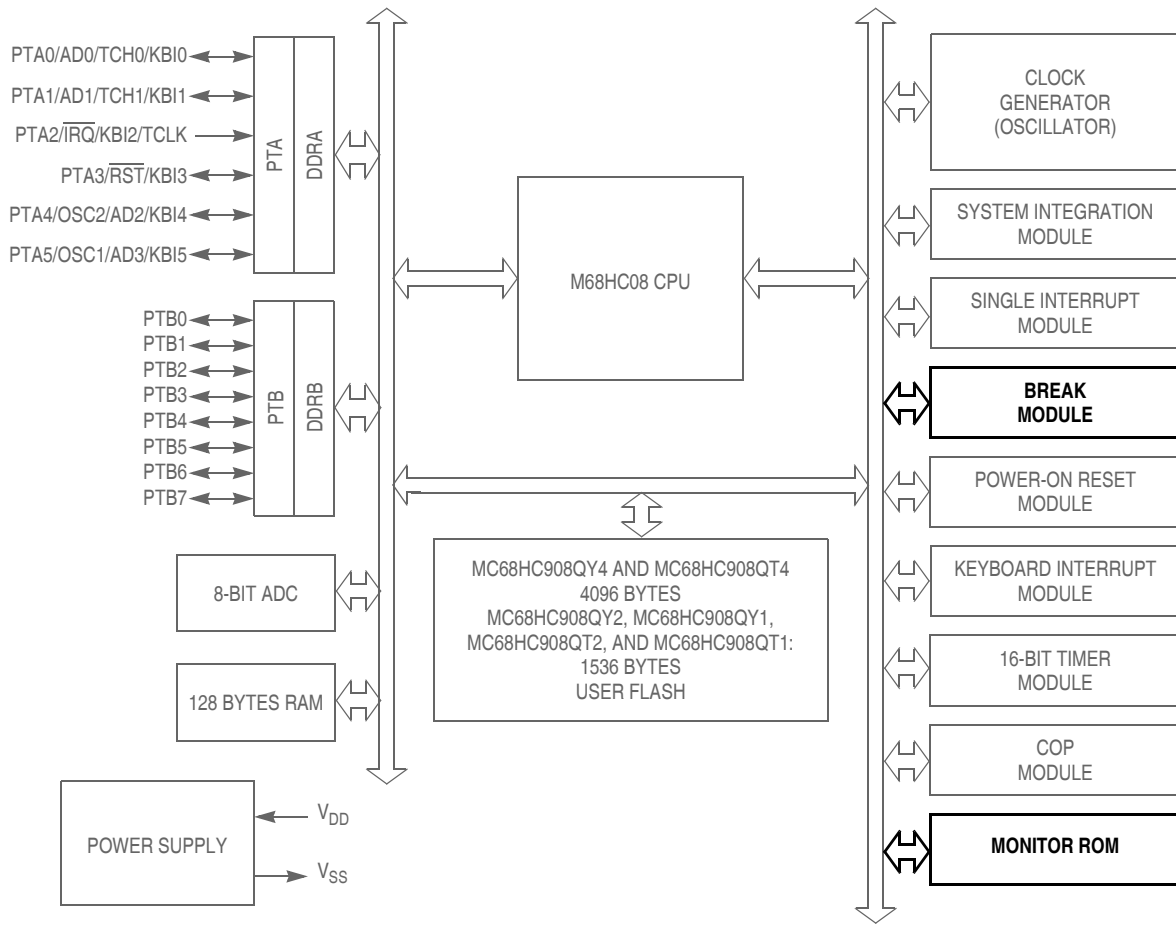 PTA0/AD0/TCH0/KBI0
PTA1/AD1/TCH1/KBI1
PTA2/IRQ/KBI2/TCLK
PTA3/RST/KBI3
PTA4/OSC2/AD2/KBI4
PTA5/OSC1/AD3/KBI5
PTA
DDRA
PTB0
PTB1
PTB2
PTB3
PTB4
PTB5
PTB6
PTB7
PTB
DDRB
8-BIT ADC
128 BYTES RAM
POWER SUPPLY
VDD
VSS
M68HC08 CPU
MC68HC908QY4 AND MC68HC908QT4
4096 BYTES
MC68HC908QY2, MC68HC908QY1,
MC68HC908QT2, AND MC68HC908QT1:
1536 BYTES
USER FLASH
CLOCK
GENERATOR
(OSCILLATOR)
SYSTEM INTEGRATION
MODULE
SINGLE INTERRUPT
MODULE
BREAK
MODULE
POWER-ON RESET
MODULE
KEYBOARD INTERRUPT
MODULE
16-BIT TIMER
MODULE
COP
MODULE
MONITOR ROM